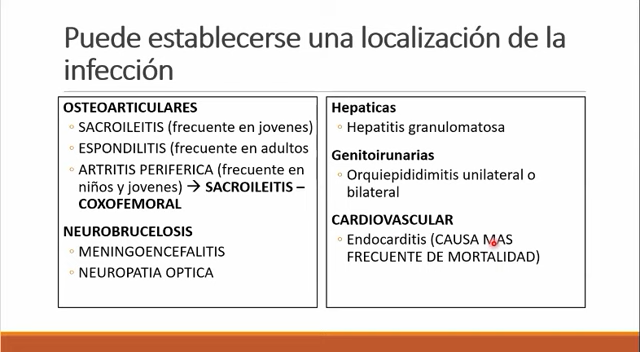 Puede establecerse una localización de la
infección
OSTEOARTICULARES
◦ SACROILEITIS (frecuente en jovenes)
◦ ESPONDILITIS (frecuente en adultos
◦ ARTRITIS PERIFERICA (frecuente en
niños y jovenes) → SACROILEITIS –
COXOFEMORAL
NEUROBRUCELOSIS
◦ MENINGOENCEFALITIS
◦ NEUROPATIA OPTICA
Hepaticas
◦ Hepatitis granulomatosa
Genitoirunarias
◦ Orquiepididimitis unilateral o
bilateral
CARDIOVASCULAR
◦ Endocarditis (CAUSA MAS
FRECUENTE DE MORTALIDAD)